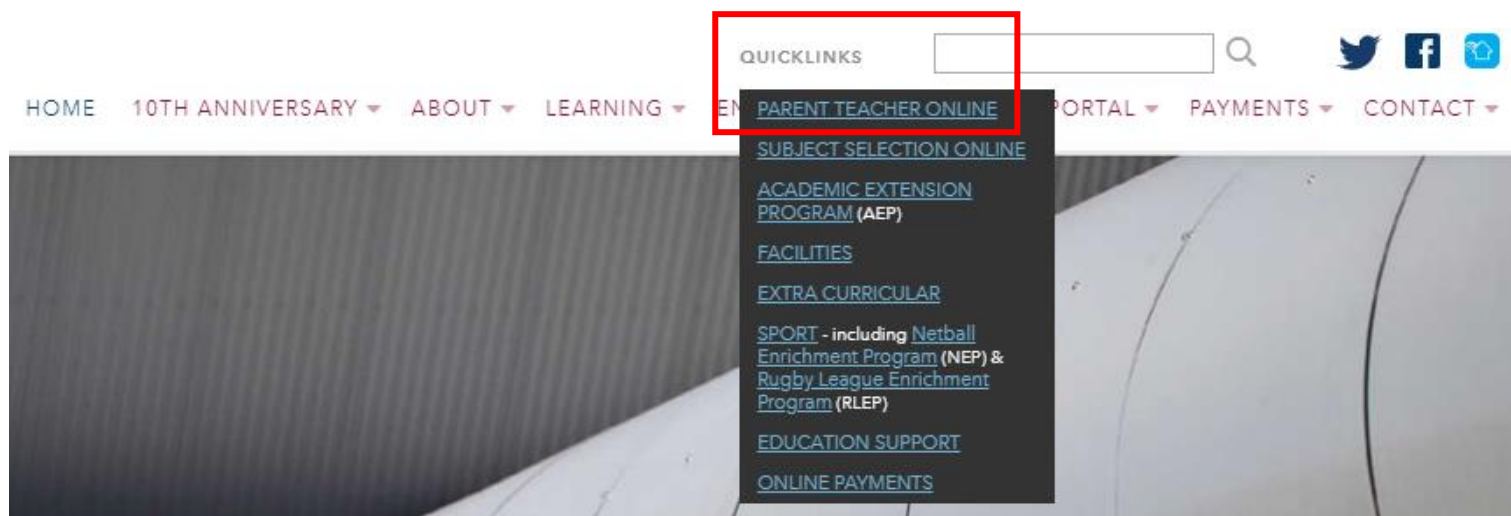 QUICKLINKS
HOME 10TH ANNIVERSARY ABOUT LEARNING EN PORTAL PAYMENTS CONTACT
PARENT TEACHER ONLINE
SUBJECT SELECTION ONLINE
ACADEMIC EXTENSION
PROGRAM (AEP)
FACILITIES
EXTRA CURRICULAR
SPORT - including Netball
Enrichment Program (NEP) &
Rugby League Enrichment
Program (RLEP)
EDUCATION SUPPORT
ONLINE PAYMENTS